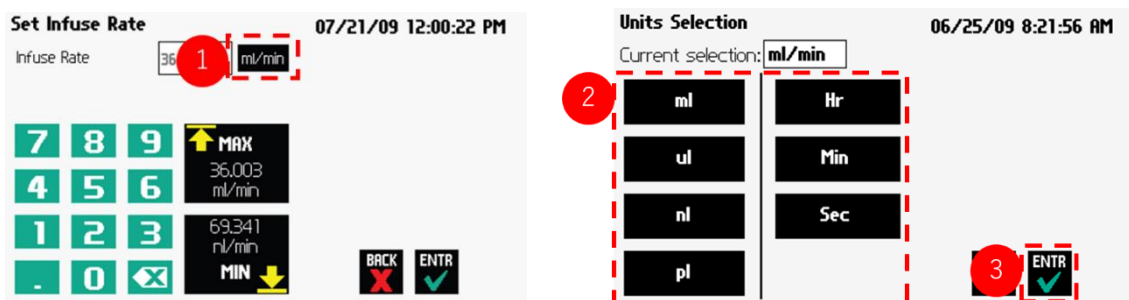 Set Infuse Rate 07/21/09 12:00:22 PM
Infuse Rate 36 1 ml/min
7 8 9 MAX
36.003
ml/min
4 5 6
1 2 3 69.341
nl/min
. 0 MIN
BACK ENTR
Units Selection 06/25/09 8:21:56 AM
Current selection: ml/min
2 ml Hr
ul Min
nl Sec
pl
3 ENTR